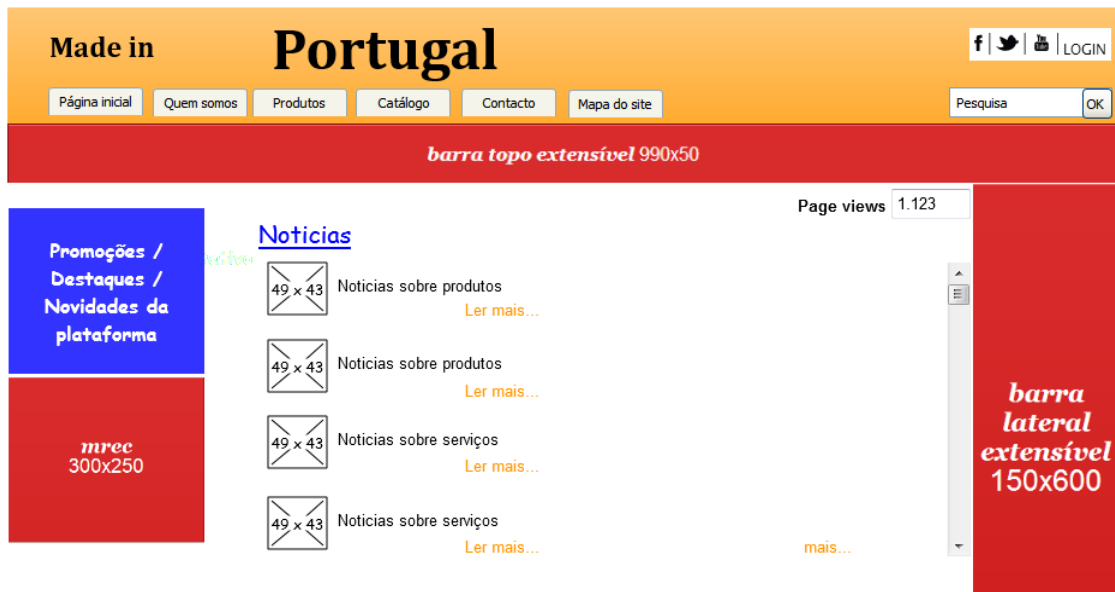 Made in
Portugal
f LOGIN
Página inicial
Quem somos
Produtos
Catálogo
Contacto
Mapa do site
Pesquisa
OK
barra topo extensível 990x50
Page views 1.123
Promoções /
Destaques /
Novidades da
plataforma
mrec
300x250
Noticias
49 x 43
Noticias sobre produtos
Ler mais...
49 x 43
Noticias sobre produtos
Ler mais...
49 x 43
Noticias sobre serviços
Ler mais...
49 x 43
Noticias sobre serviços
Ler mais...
mais...
barra
lateral
extensível
150x600